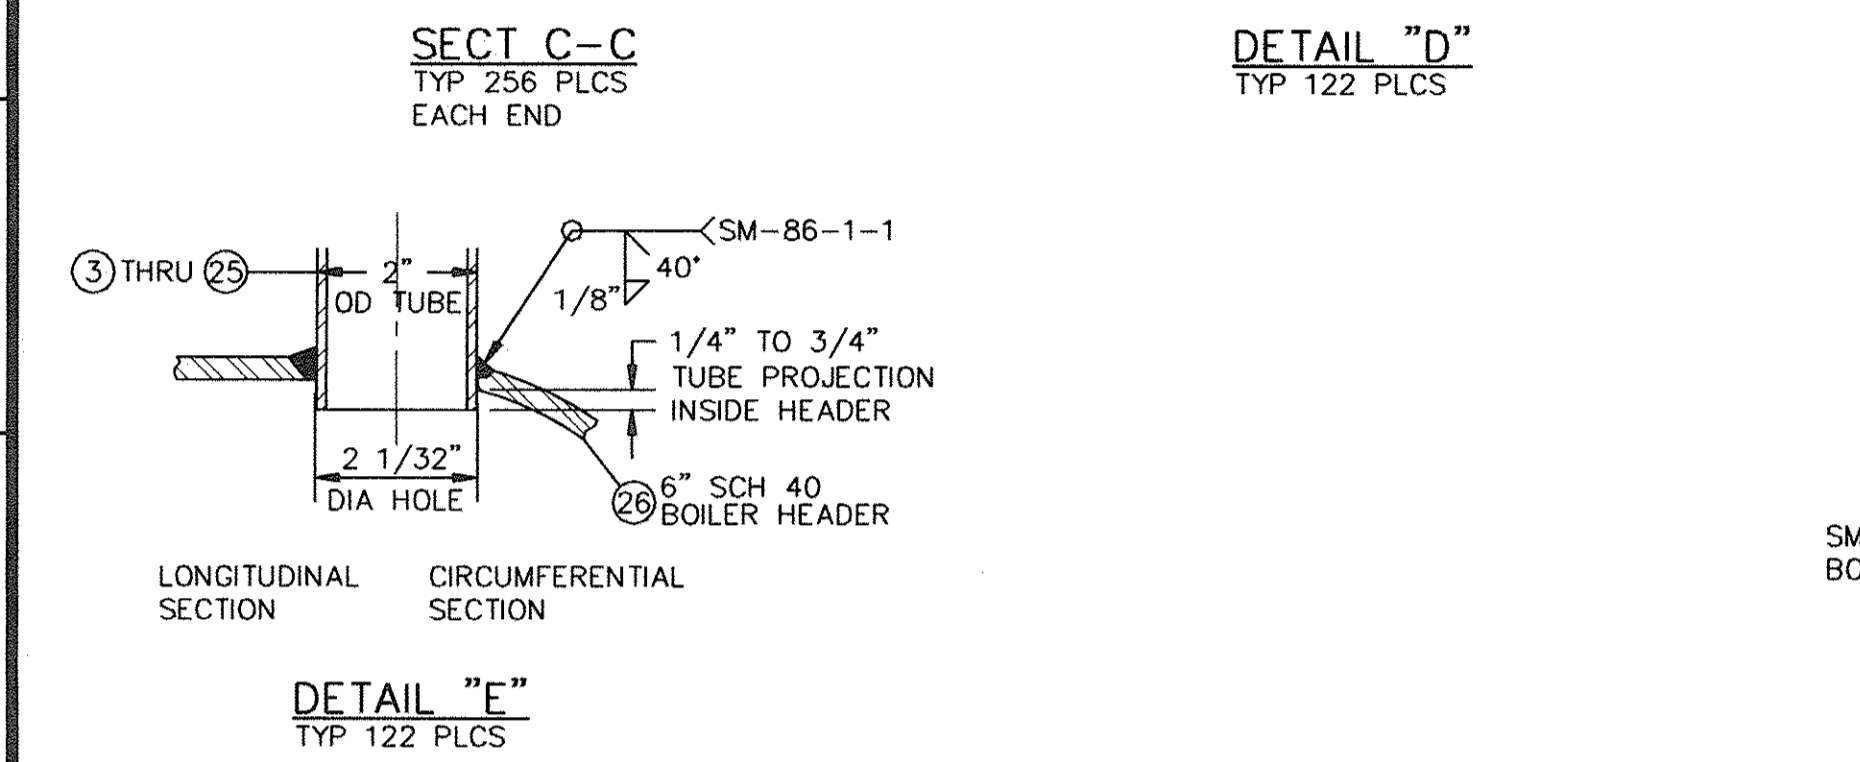 SECT C-C
TYP 256 PLCS
EACH END
DETAIL "D"
TYP 122 PLCS
SM-86-1-1
40°
1/8"
3 THRU 25
2"
OD TUBE
1/4" TO 3/4"
TUBE PROJECTION
INSIDE HEADER
2 1/32"
DIA HOLE
26 6" SCH 40
BOILER HEADER
LONGITUDINAL
SECTION
CIRCUMFERENTIAL
SECTION
DETAIL "E"
TYP 122 PLCS
SM
BO